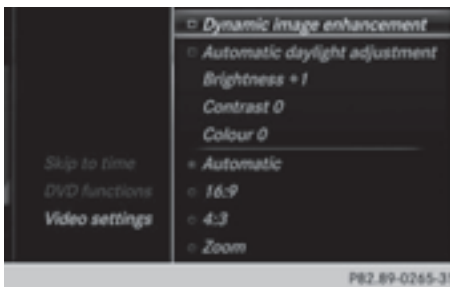 Dynamic image enhancement
Automatic daylight adjustment
Brightness +1
Contrast 0
Colour 0
Skip to time
Automatic
DVD functions
16:9
Video settings
4:3
Zoom
P82.89-0265-31